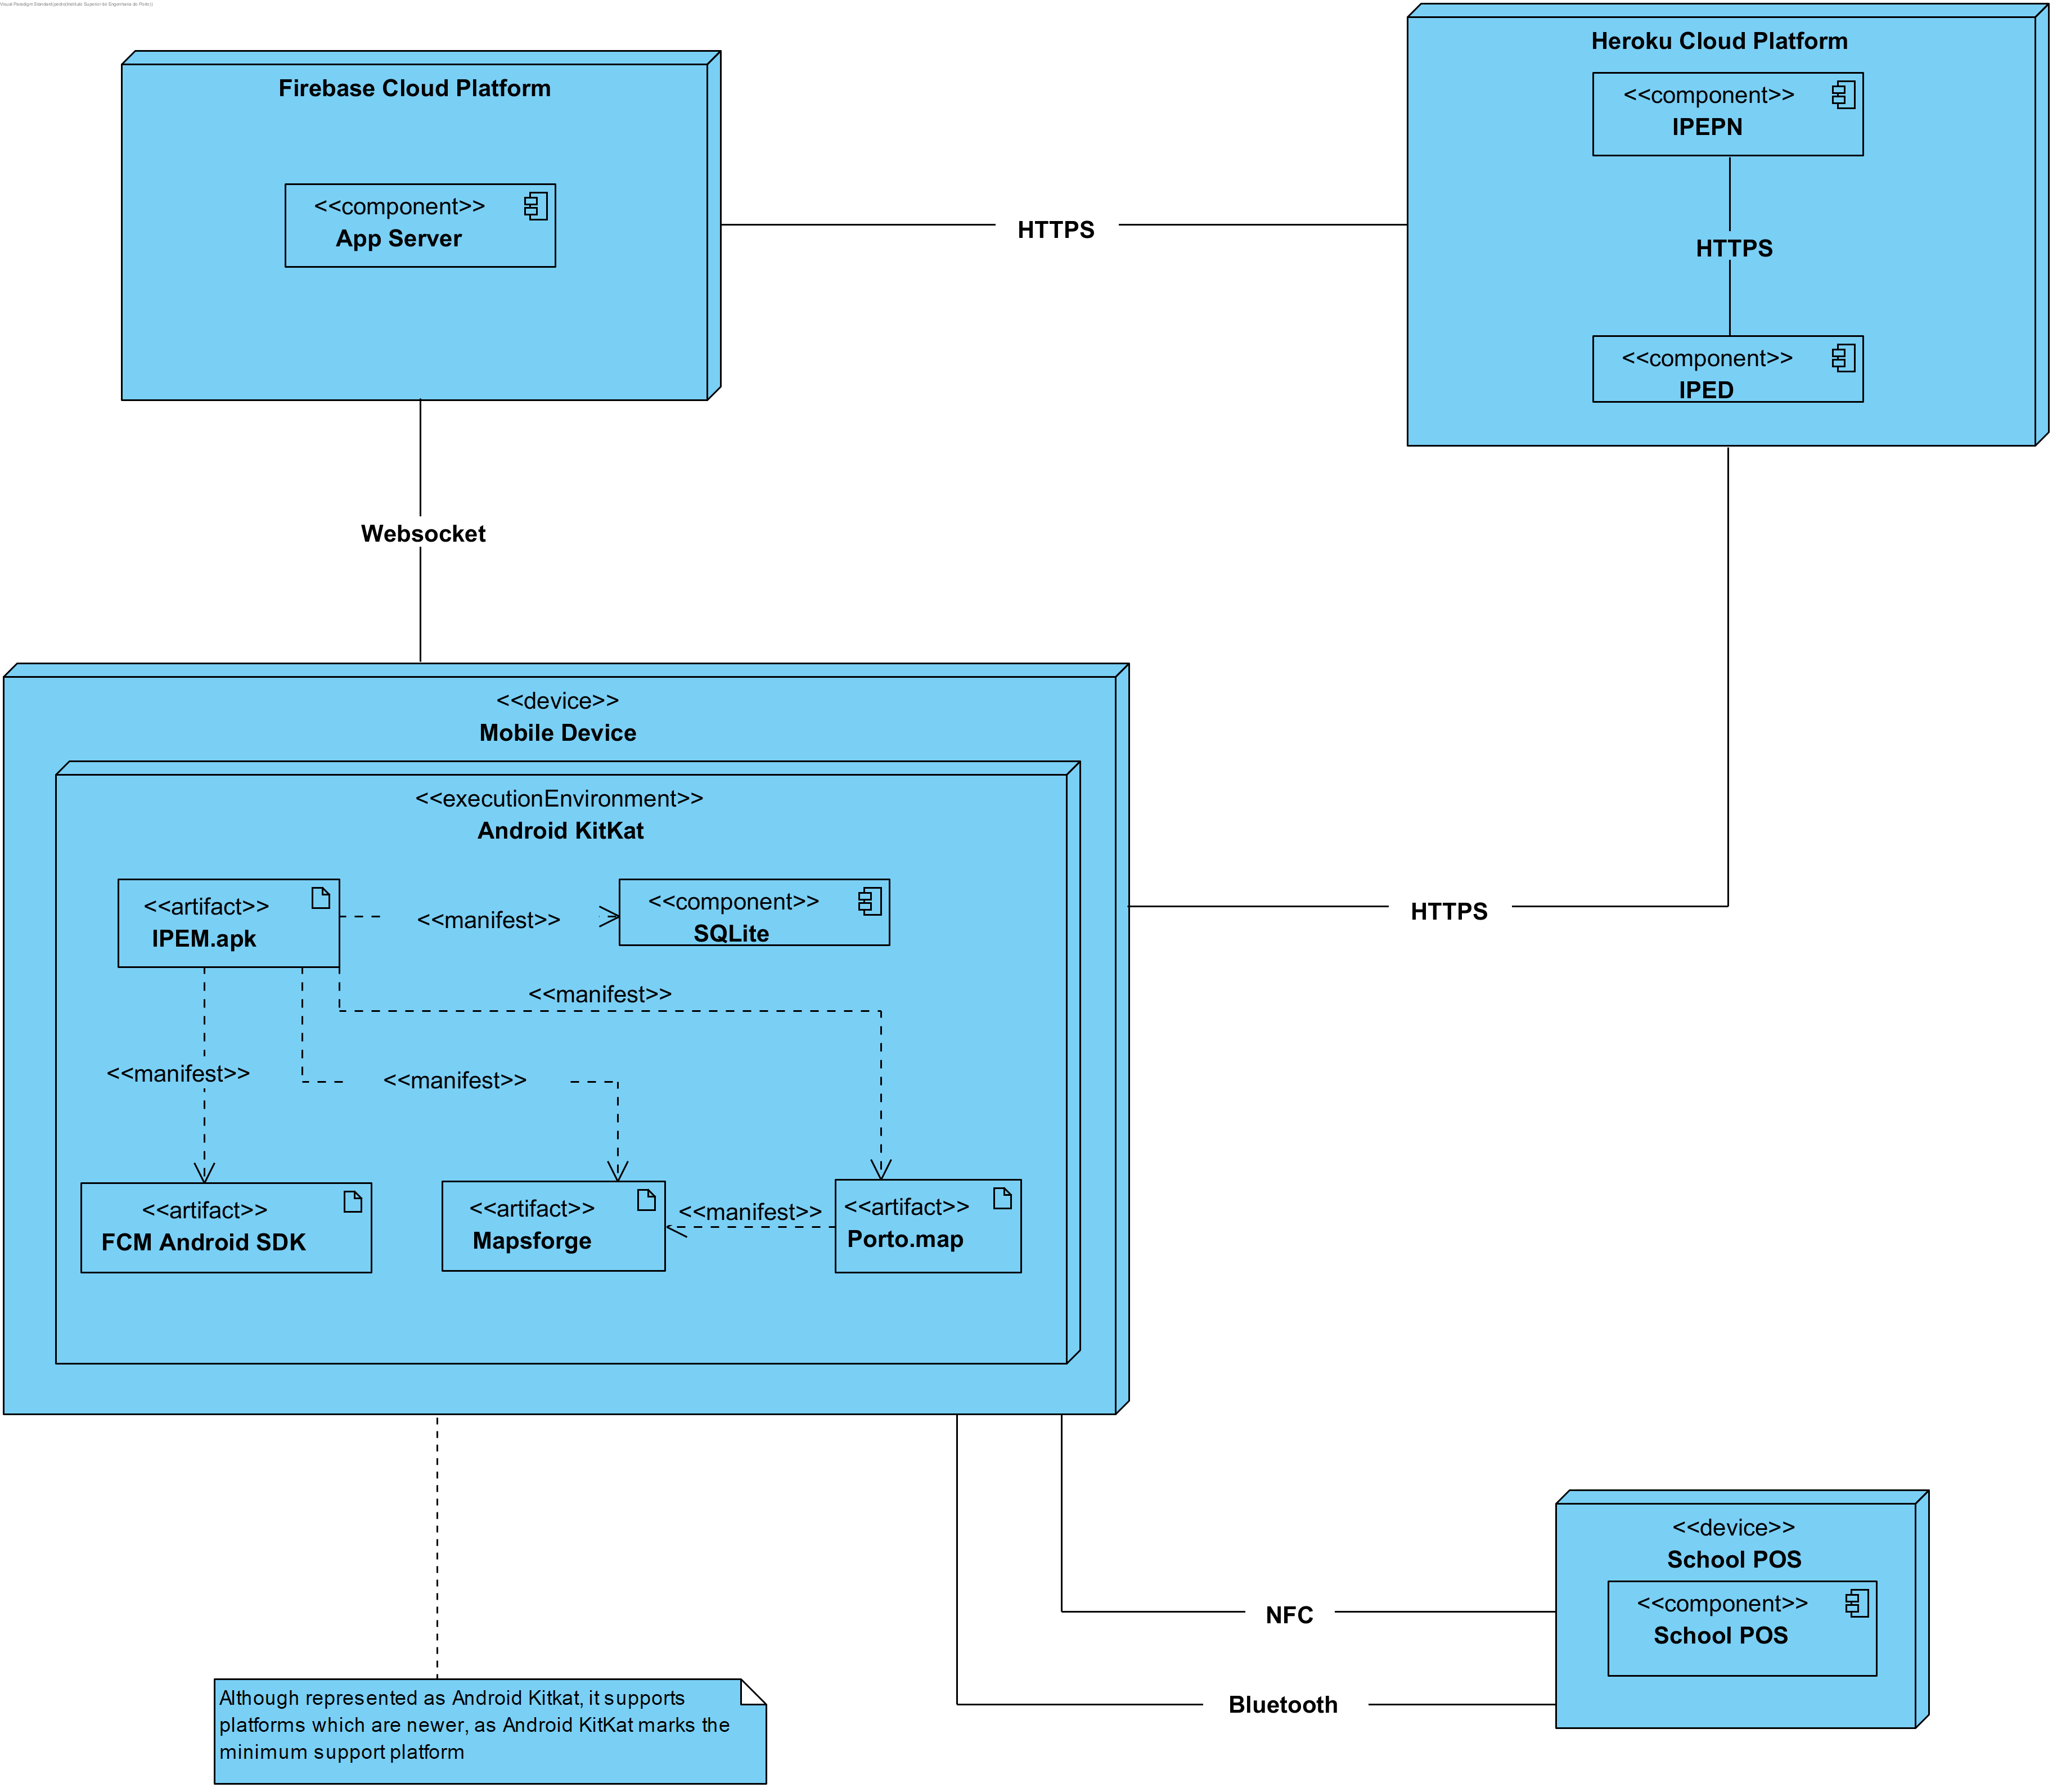 Visual Paradigm Standard(pedro(Instituto Superior de Engenharia do Porto))
Firebase Cloud Platform
<<component>>
App Server
HTTPS
Heroku Cloud Platform
<<component>>
IPEPN
HTTPS
<<component>>
IPED
Websocket
<<device>>
Mobile Device
<<executionEnvironment>>
Android KitKat
<<artifact>>
IPEM.apk
<<manifest>>
<<component>>
SQLite
HTTPS
<<manifest>>
<<manifest>>
<<manifest>>
<<artifact>>
FCM Android SDK
<<artifact>>
Mapsforge
<<manifest>>
<<artifact>>
Porto.map
<<device>>
School POS
<<component>>
School POS
NFC
Bluetooth
Although represented as Android Kitkat, it supports
platforms which are newer, as Android KitKat marks the
minimum support platform